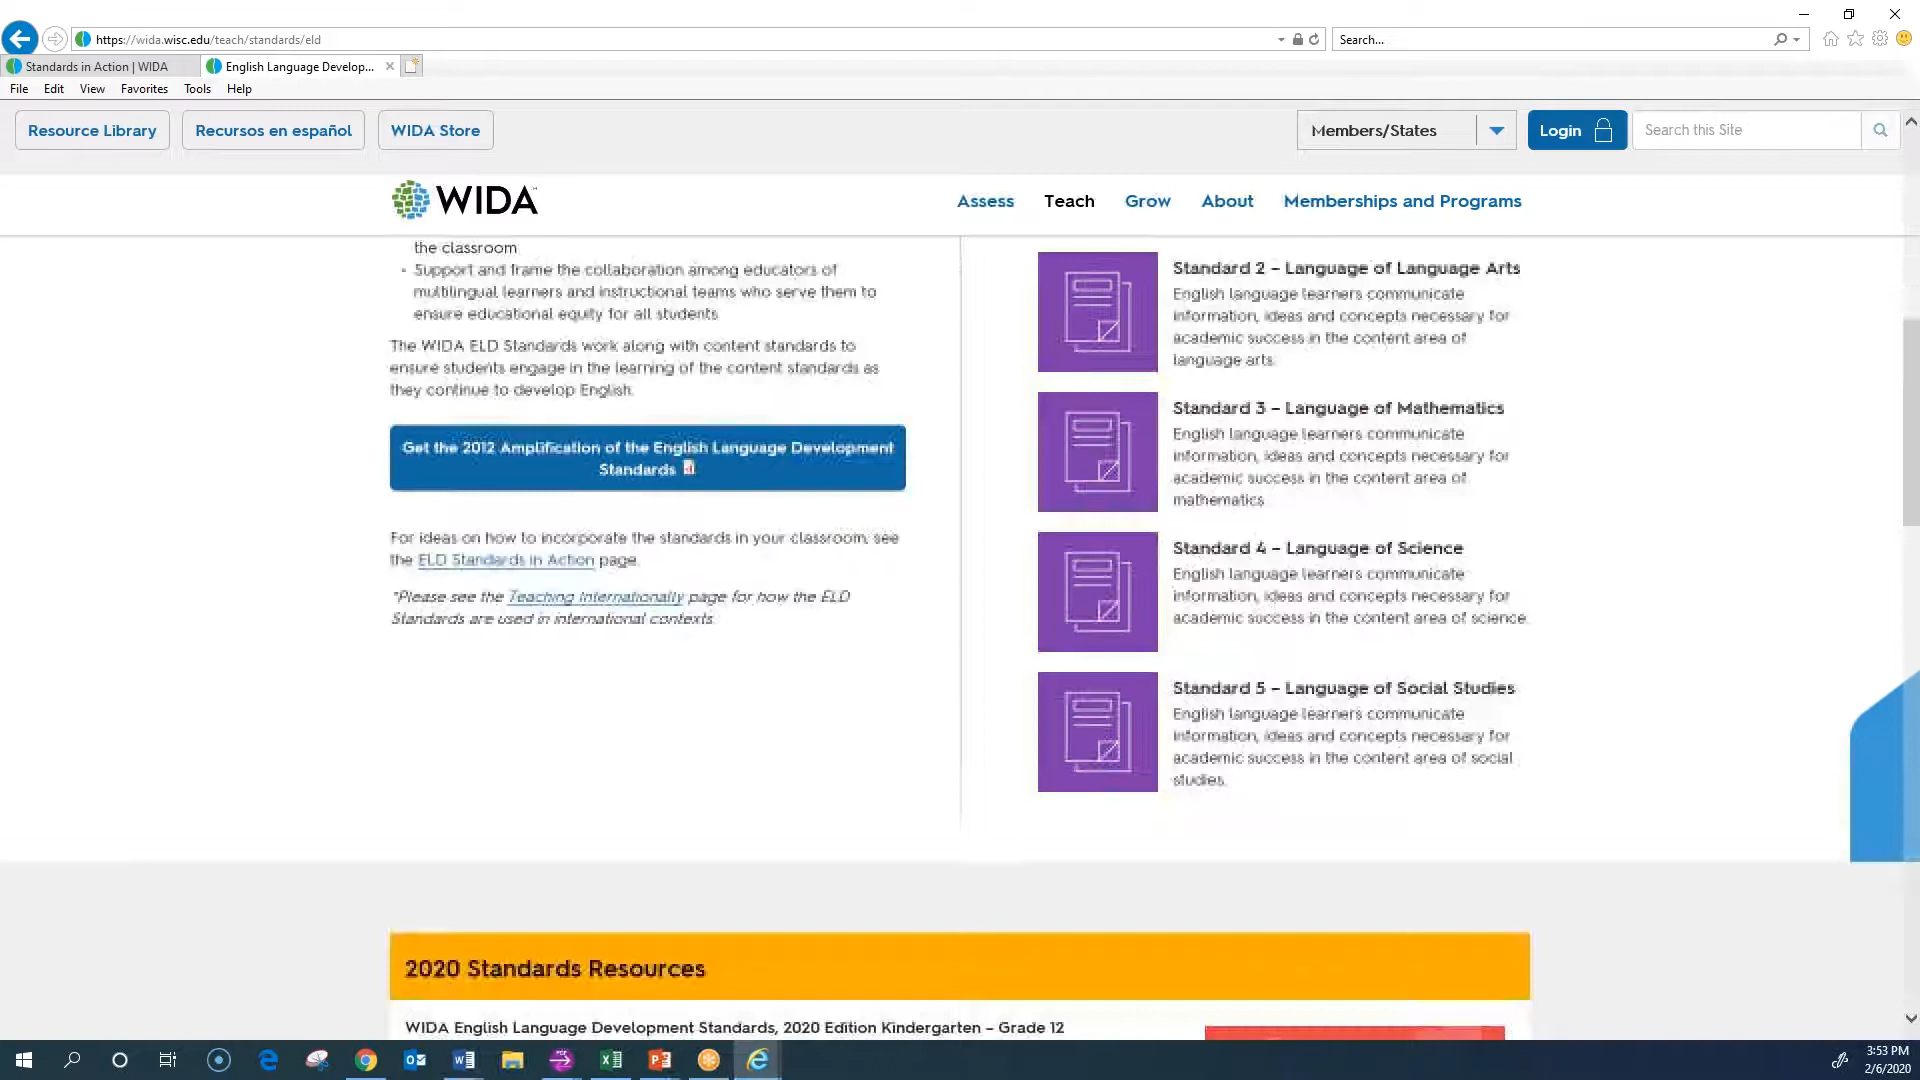 https://wida.wisc.edu/teach/standards/eld
Search...
Standards in Action | WIDA
English Language Develop...
File Edit View Favorites Tools Help
Resource Library
Recursos en español
WIDA Store
Members/States
Login
Search this Site
WIDA
Assess Teach Grow About Memberships and Programs
the classroom
- Support and frame the collaboration among educators of
multilingual learners and instructional teams who serve them to
ensure educational equity for all students
The WIDA ELD Standards work along with content standards to
ensure students engage in the learning of the content standards as
they continue to develop English.
Get the 2012 Amplification of the English Language Development
Standards
For ideas on how to incorporate the standards in your classroom, see
the ELD Standards in Action page.
*Please see the Teaching Internationally page for how the ELD
Standards are used in international contexts.
Standard 2 – Language of Language Arts
English language learners communicate
information, ideas and concepts necessary for
academic success in the content area of
language arts.
Standard 3 – Language of Mathematics
English language learners communicate
information, ideas and concepts necessary for
academic success in the content area of
mathematics.
Standard 4 – Language of Science
English language learners communicate
information, ideas and concepts necessary for
academic success in the content area of science.
Standard 5 – Language of Social Studies
English language learners communicate
information, ideas and concepts necessary for
academic success in the content area of social
studies.
2020 Standards Resources
WIDA English Language Development Standards, 2020 Edition Kindergarten – Grade 12
3:53 PM
2/6/2020